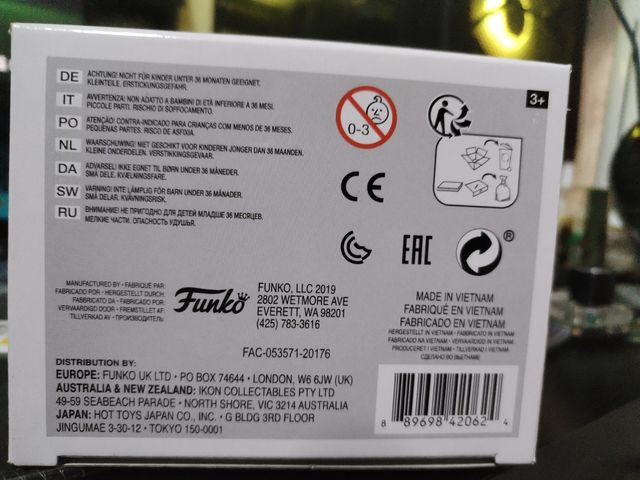 DE ACHTUNG! NICHT FÜR KINDER UNTER 36 MONATEN GEEIGNET.
KLEINTEILE. ERSTICKUNGSGEFAHR.
IT AVVERTENZA: NON ADATTO A BAMBINI DI ETÀ INFERIORE A 36 MESI.
PICCOLE PARTI. RISCHIO DI SOFFOCAMENTO.
PO ATENÇÃO: CONTRA-INDICADO PARA CRIANÇAS COM MENOS DE 36 MESES.
PEQUENAS PARTES. RISCO DE ASFIXIA.
NL WAARSCHUWING! NIET GESCHIKT VOOR KINDEREN JONGER DAN 36 MAANDEN.
KLEINE ONDERDELEN. VERSTIKKINGSGEVAAR.
DA ADVARSEL! IKKE EGNET TIL BØRN UNDER 36 MÅNEDER.
SMÅ DELE. KVÆLNINGSFARE.
SW VARNING! INTE LÄMPLIG FÖR BARN UNDER 36 MÅNADER.
SMÅ DELAR. KVÄVNINGSRISK.
RU ВНИМАНИЕ! НЕ ПРИГОДНО ДЛЯ ДЕТЕЙ МЛАДШЕ 36 МЕСЯЦЕВ.
МЕЛКИЕ ЧАСТИ. ОПАСНОСТЬ УДУШЬЯ.
0-3
3+
CE
EAC
®
MANUFACTURED BY • FABRIQUÉ PAR:
FABRICADO POR • HERGESTELLT DURCH:
FABBRICATO DA • FABRICADO POR:
VERVAARDIGD DOOR • FREMSTILLET AF:
TILLVERKAD AV • ПРОИЗВОДИТЕЛЬ:
Funko
FUNKO, LLC 2019
2802 WETMORE AVE
EVERETT, WA 98201
(425) 783-3616
FAC-053571-20176
MADE IN VIETNAM
FABRIQUÉ EN VIETNAM
FABRICADO EN VIETNAM
HERGESTELLT IN VIETNAM • FABBRICATO IN VIETNAM
FABRICADO NA VIETNAM • VERVAARDIGD IN VIETNAM
PRODUCERET I VIETNAM • TILLVERKAD I VIETNAM
СДЕЛАНО ВО ВЬЕТНАМЕ
DISTRIBUTION BY:
EUROPE: FUNKO UK LTD • PO BOX 74644 • LONDON, W6 6JW (UK)
AUSTRALIA & NEW ZEALAND: IKON COLLECTABLES PTY LTD
49-59 SEABEACH PARADE • NORTH SHORE, VIC 3214 AUSTRALIA
JAPAN: HOT TOYS JAPAN CO., INC. • G BLDG 3RD FLOOR
JINGUMAE 3-30-12 • TOKYO 150-0001
8 89698 42062 4